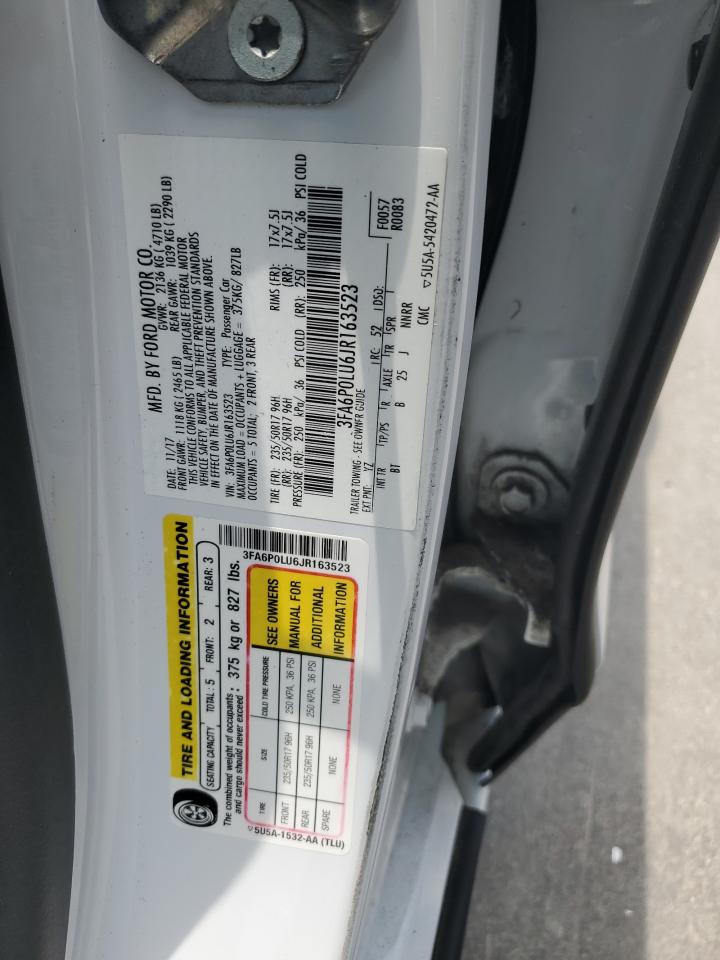 MFD. BY FORD MOTOR CO.
DATE: 11/17 GVWR: 2136 KG ( 4710 LB)
FRONT GAWR: 1118 KG ( 2465 LB) REAR GAWR: 1039 KG ( 2290 LB)
THIS VEHICLE CONFORMS TO ALL APPLICABLE FEDERAL MOTOR
VEHICLE SAFETY, BUMPER, AND THEFT PREVENTION STANDARDS
IN EFFECT ON THE DATE OF MANUFACTURE SHOWN ABOVE.
VIN: 3FA6P0LU6JR163523 TYPE: Passenger Car
MAXIMUM LOAD = OCCUPANTS + LUGGAGE = 375KG/ 827LB
OCCUPANTS = 5 TOTAL; 2 FRONT, 3 REAR
TIRE (FR): 235/50R17 96H RIMS (FR): 17x7.5J
(RR): 235/50R17 96H (RR): 17x7.5J
PRESSURE (FR) 250 kPa/ 36 PSI COLD (RR) 250 kPa/ 36 PSI COLD
3FA6P0LU6JR163523
TRAILER TOWING - SEE OWNER GUIDE
EXT PNT: YZ RC: 52 DSO: F0057
R0083
INT TR TP/PS R AXLE TR SPR
BT B 25 J NNRR
CMC
▽5U5A-5420472-AA
TIRE AND LOADING INFORMATION
SEATING CAPACITY TOTAL: 5 FRONT: 2 REAR: 3
The combined weight of occupants
and cargo should never exceed : 375 kg or 827 lbs.
3FA6P0LU6JR163523
TIRE SIZE COLD TIRE PRESSURE
FRONT 235/50R17 96H 250 KPA, 36 PSI
REAR 235/50R17 96H 250 KPA, 36 PSI
SPARE NONE NONE
SEE OWNERS
MANUAL FOR
ADDITIONAL
INFORMATION
▽5U5A-1532-AA (TLU)